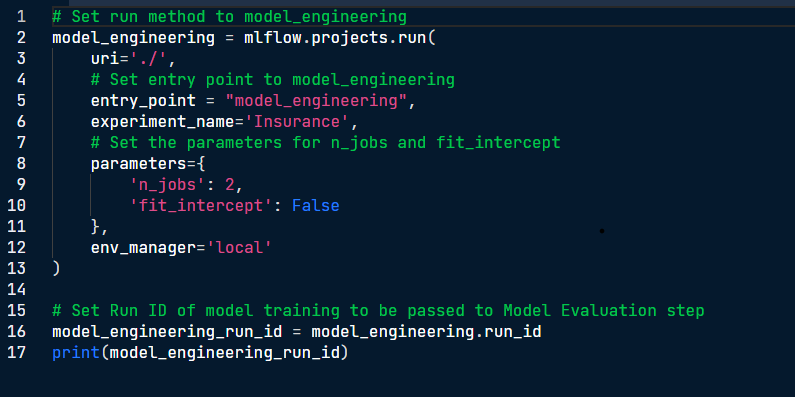 1 # Set run method to model_engineering
2 model_engineering = mlflow.projects.run(
3     uri='./',
4     # Set entry point to model_engineering
5     entry_point = "model_engineering",
6     experiment_name='Insurance',
7     # Set the parameters for n_jobs and fit_intercept
8     parameters={
9         'n_jobs': 2,
10         'fit_intercept': False
11     },
12     env_manager='local'
13 )
14
15 # Set Run ID of model training to be passed to Model Evaluation step
16 model_engineering_run_id = model_engineering.run_id
17 print(model_engineering_run_id)